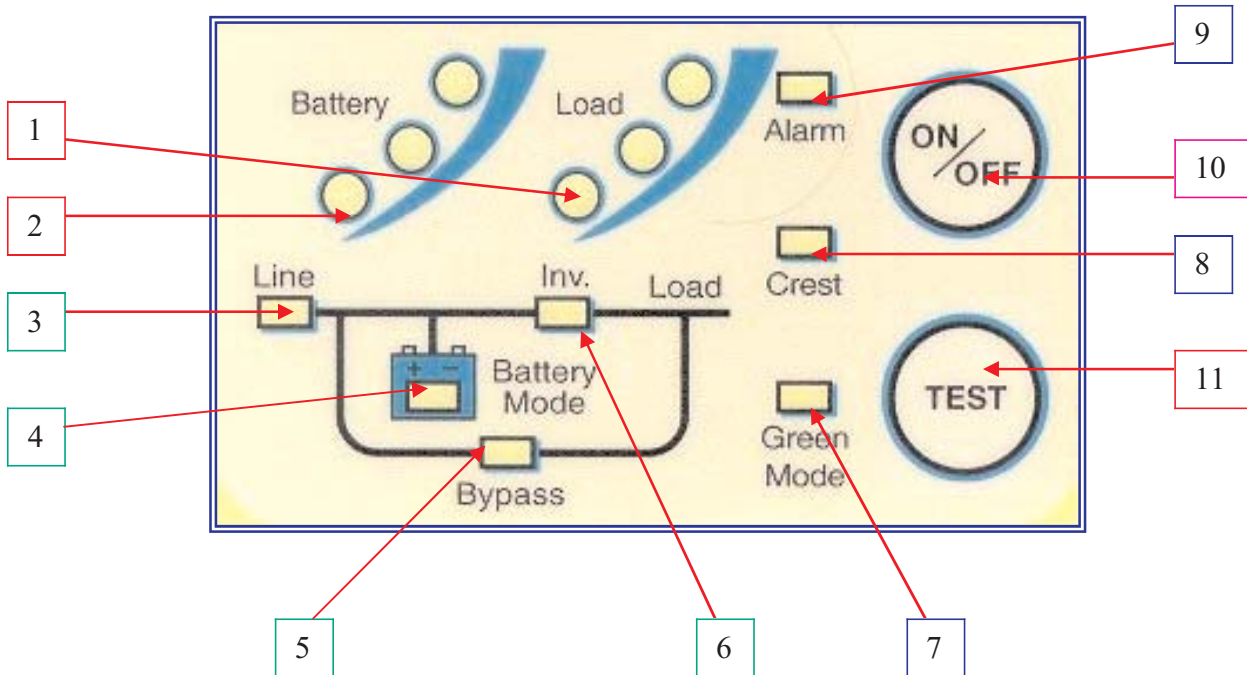 9
1
Battery
Load
Alarm
ON/OFF
10
2
8
Line
Inv.
Load
Crest
3
+ −
Battery
Mode
11
TEST
4
Green
Mode
Bypass
5
6
7